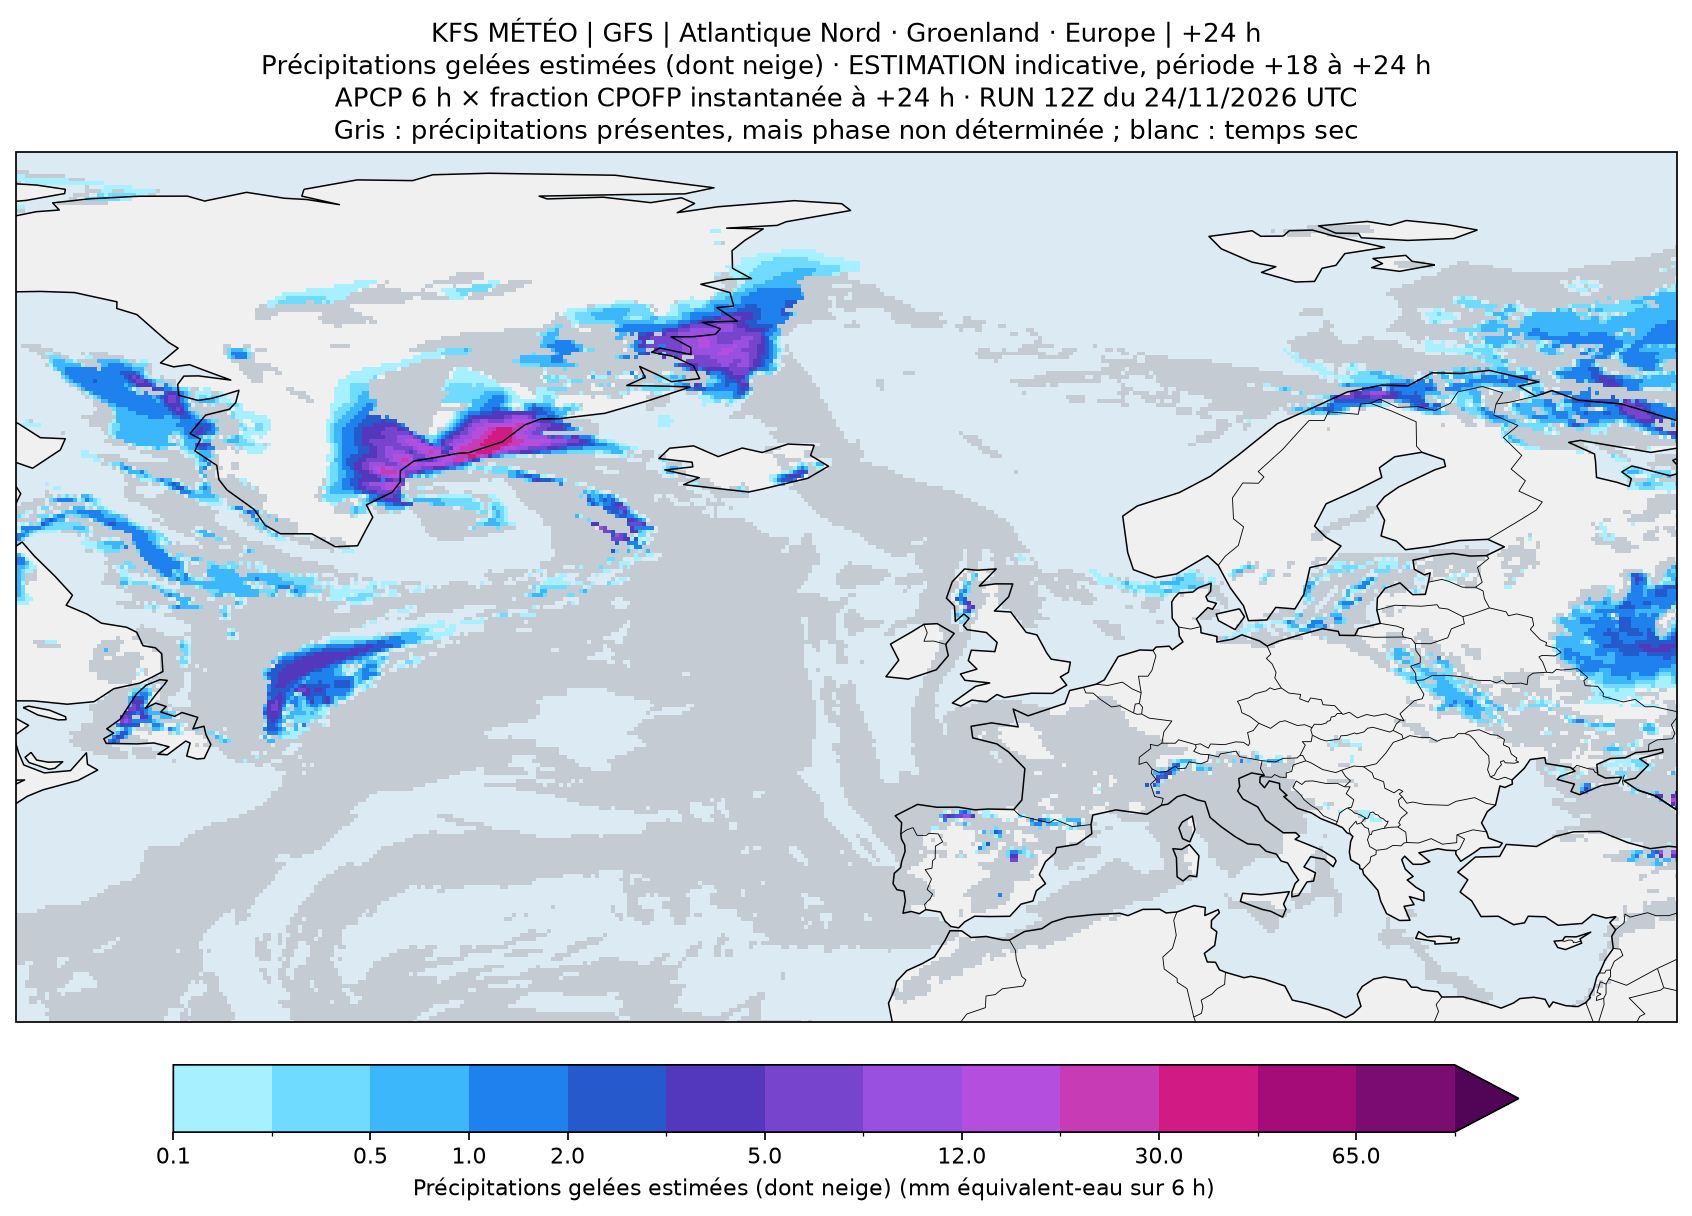 KFS MÉTÉO | GFS | Atlantique Nord · Groenland · Europe | +24 h
Précipitations gelées estimées (dont neige) · ESTIMATION indicative, période +18 à +24 h
APCP 6 h × fraction CPOFP instantanée à +24 h · RUN 12Z du 24/11/2026 UTC
Gris : précipitations présentes, mais phase non déterminée ; blanc : temps sec
0.1 0.5 1.0 2.0 5.0 12.0 30.0 65.0
Précipitations gelées estimées (dont neige) (mm équivalent-eau sur 6 h)